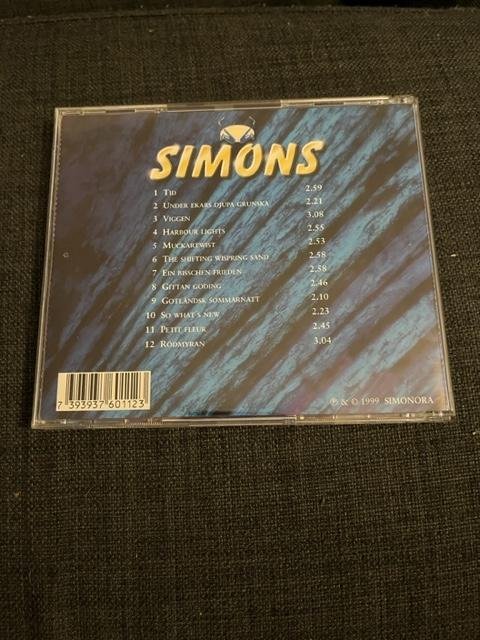 SIMONS
1 TID 2.59
2 UNDER EKARS DJUPA GRUNSKA 2.21
3 VIGGEN 3.08
4 HARBOUR LIGHTS 2.55
5 MUCKARTWIST 2.53
6 THE SHIFTING WISPRING SAND 2.58
7 EIN BISSCHEN FRIEDEN 2.58
8 GITTAN GODING 2.46
9 GOTLÄNDSK SOMMARNATT 2.10
10 SO WHAT'S NEW 2.23
11 PETIT FLEUR 2.45
12 RÖDMYRAN 3.04
7 393937 601123
℗ & © 1999 SIMONORA